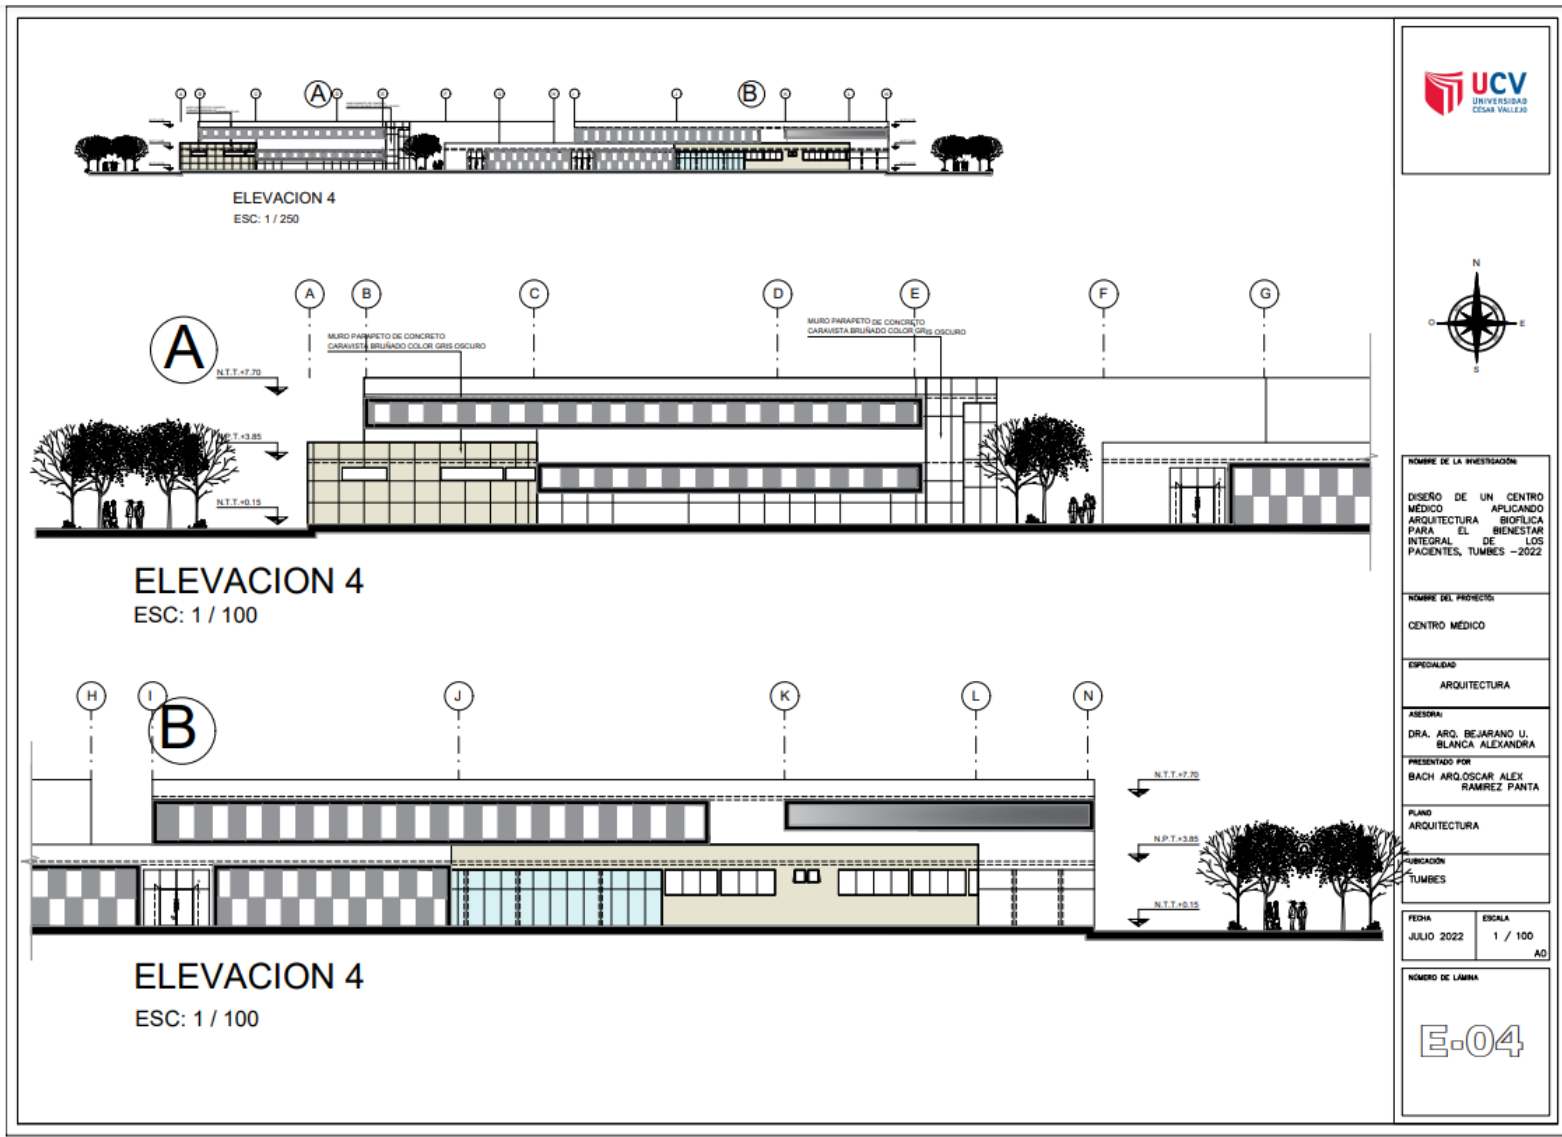 A
B
ELEVACION 4
ESC: 1 / 250
A
B
C
D
E
F
G
A
MURO PARAPETO DE CONCRETO
CARAVISTA BRUÑADO COLOR GRIS OSCURO
MURO PARAPETO DE CONCRETO
CARAVISTA BRUÑADO COLOR GRIS OSCURO
N.T.T.+7.70
N.P.T.+3.85
N.T.T.+0.15
ELEVACION 4
ESC: 1 / 100
H
I
J
K
L
N
B
N.T.T.+7.70
N.P.T.+3.85
N.T.T.+0.15
ELEVACION 4
ESC: 1 / 100
UCV
UNIVERSIDAD
CÉSAR VALLEJO
N
O
E
S
NOMBRE DE LA INVESTIGACIÓN:
DISEÑO DE UN CENTRO
MÉDICO APLICANDO
ARQUITECTURA BIOFÍLICA
PARA EL BIENESTAR
INTEGRAL DE LOS
PACIENTES, TUMBES -2022
NOMBRE DEL PROYECTO:
CENTRO MÉDICO
ESPECIALIDAD
ARQUITECTURA
ASESORA:
DRA. ARQ. BEJARANO U.
BLANCA ALEXANDRA
PRESENTADO POR
BACH ARQ.OSCAR ALEX
RAMIREZ PANTA
PLANO
ARQUITECTURA
UBICACIÓN
TUMBES
FECHA
JULIO 2022
ESCALA
1 / 100
A0
NÚMERO DE LÁMINA
E-04